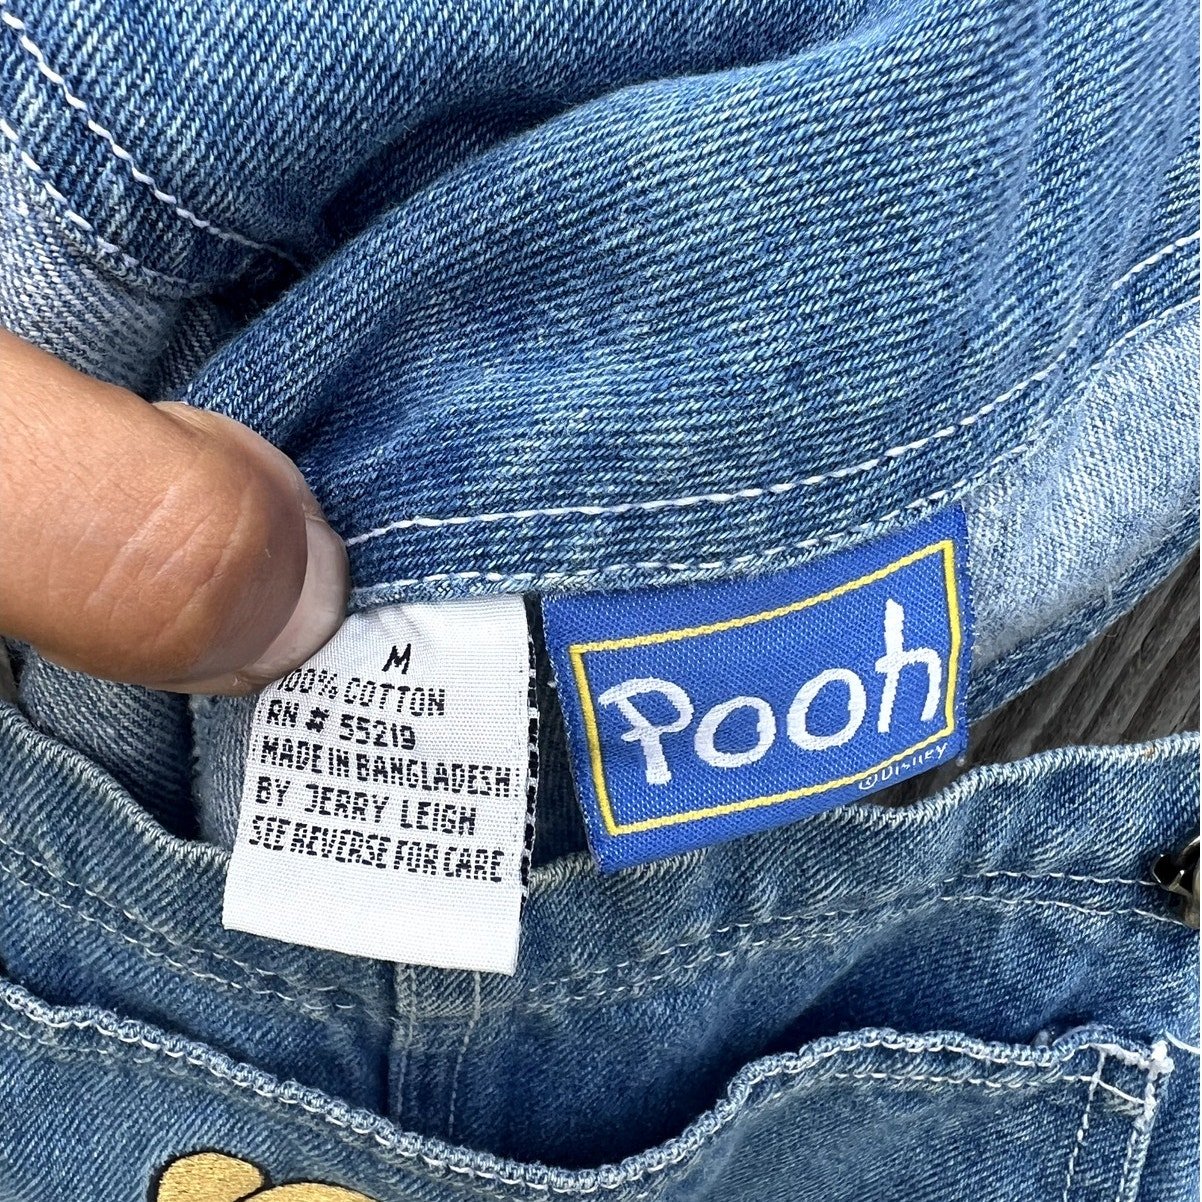 M
100% COTTON
RN # 55219
MADE IN BANGLADESH
BY JERRY LEIGH
SEE REVERSE FOR CARE
Pooh
©Disney